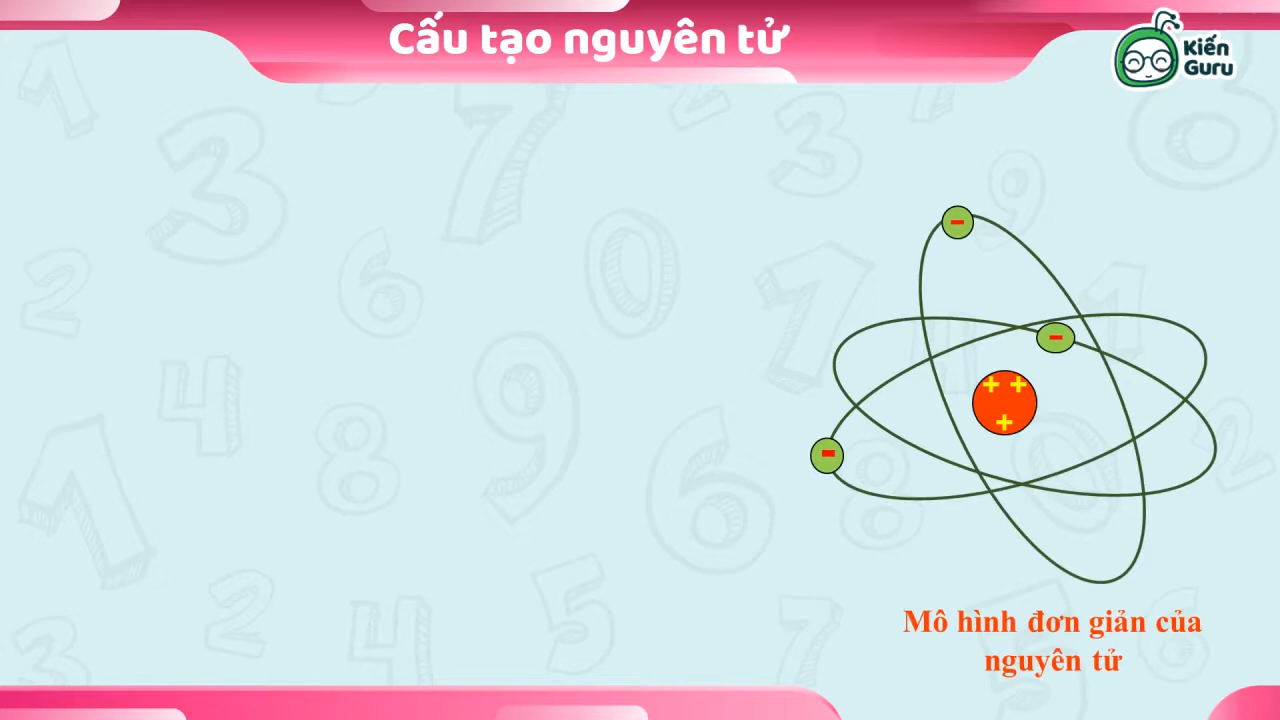 Cấu tạo nguyên tử
Kiến
Guru
Mô hình đơn giản của
nguyên tử